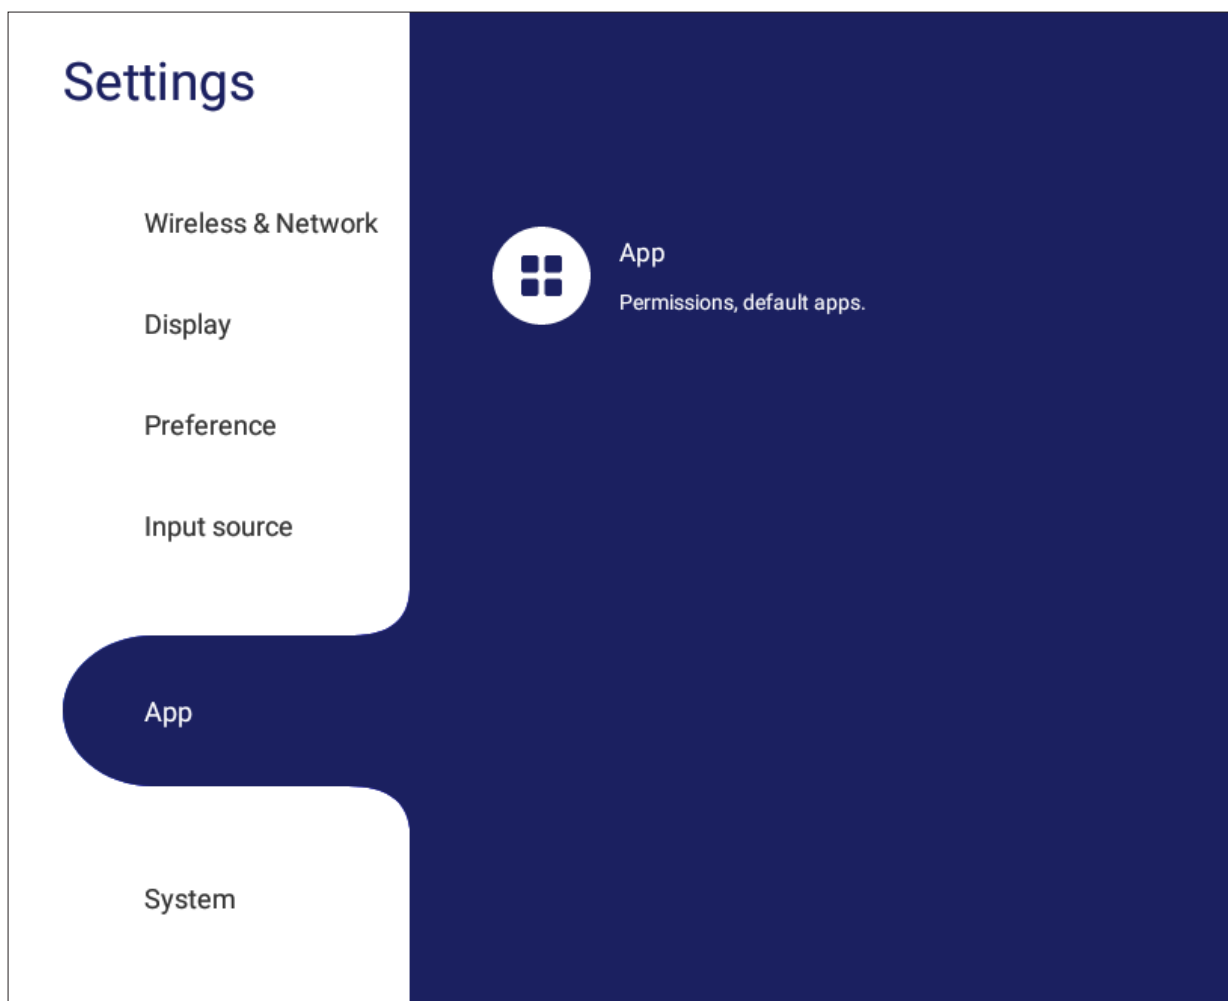 Settings
Wireless & Network
Display
Preference
Input source
App
System
App
Permissions, default apps.